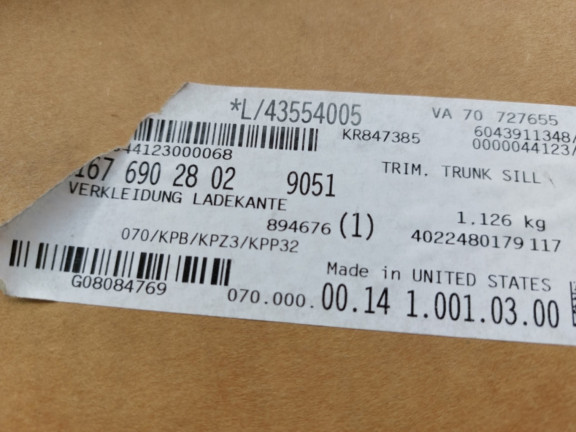 *L/43554005
VA 70 727655
KR847385
6043911348/
0000044123/
44123000068
167 690 28 02 9051
TRIM. TRUNK SILL
VERKLEIDUNG LADEKANTE
894676 (1)
1.126 kg
070/KPB/KPZ3/KPP32
4022480179 117
Made in UNITED STATES
G08084769
070.000.00.14 1.001.03.00